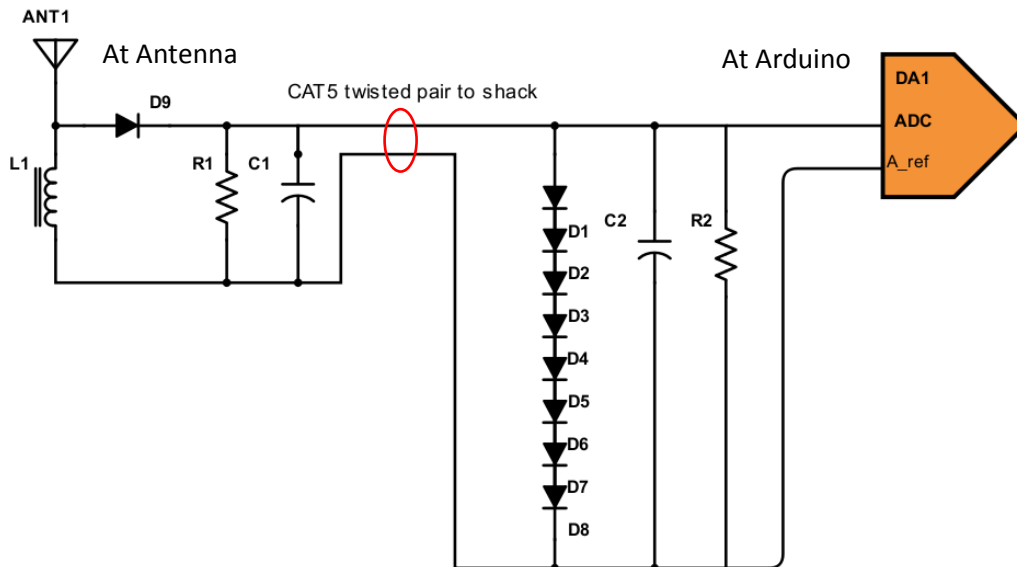 ANT1
At Antenna
At Arduino
DA1
D9
CAT5 twisted pair to shack
ADC
L1
R1
C1
A_ref
D1
C2
R2
D2
D3
D4
D5
D6
D7
D8